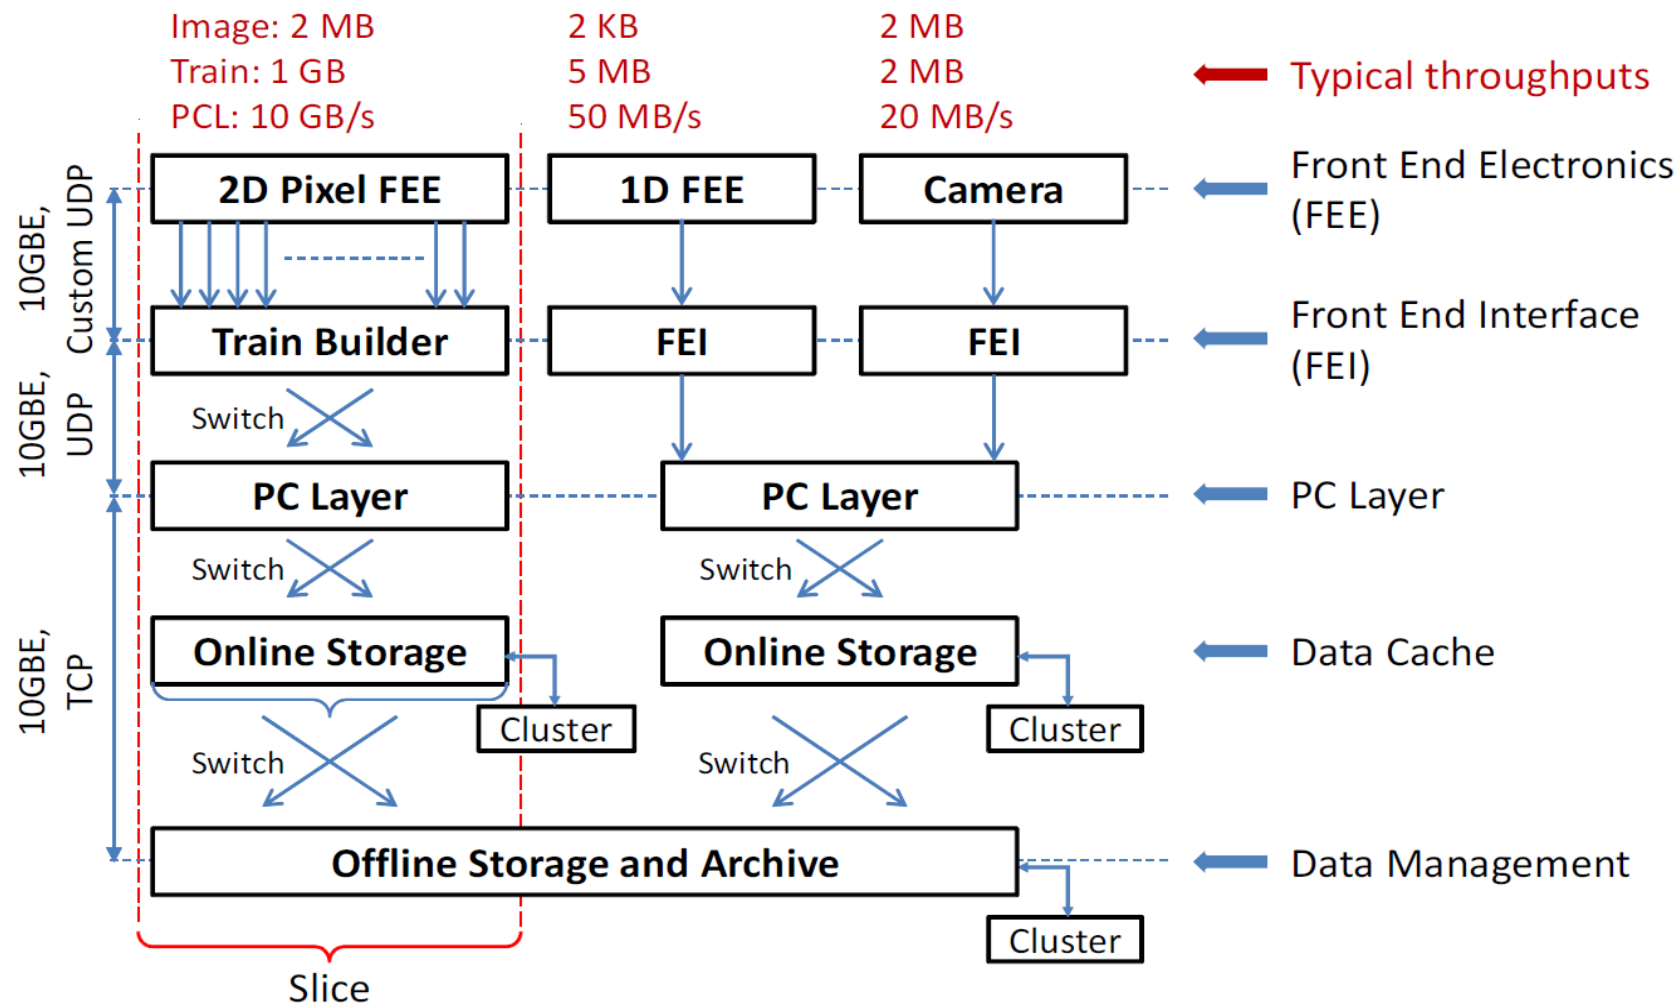 Image: 2 MB
2 KB
2 MB
Train: 1 GB
5 MB
2 MB
Typical throughputs
PCL: 10 GB/s
50 MB/s
20 MB/s
2D Pixel FEE
1D FEE
Camera
Front End Electronics
(FEE)
10GBE,
Custom UDP
Train Builder
FEI
FEI
Front End Interface
(FEI)
10GBE,
UDP
Switch
PC Layer
PC Layer
PC Layer
Switch
Switch
10GBE,
TCP
Online Storage
Online Storage
Data Cache
Cluster
Cluster
Switch
Switch
Offline Storage and Archive
Data Management
Cluster
Slice